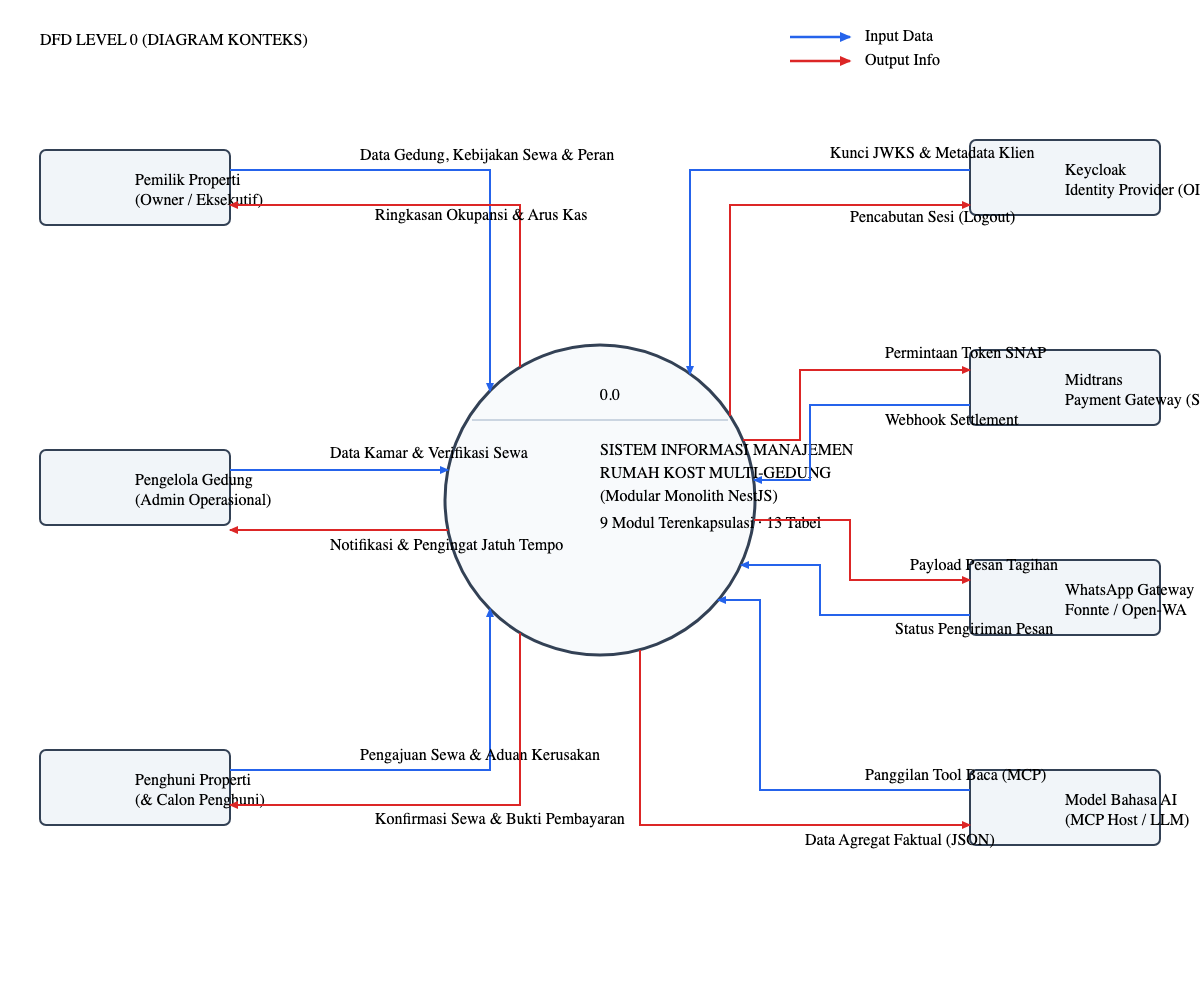 DFD LEVEL 0 (DIAGRAM KONTEKS)
Input Data
Output Info
Data Gedung, Kebijakan Sewa & Peran
Kunci JWKS & Metadata Klien
Pemilik Properti
(Owner / Eksekutif)
Keycloak
Identity Provider (OI
Ringkasan Okupansi & Arus Kas
Pencabutan Sesi (Logout)
Permintaan Token SNAP
Midtrans
Payment Gateway (S
Webhook Settlement
0.0
SISTEM INFORMASI MANAJEMEN
RUMAH KOST MULTI-GEDUNG
(Modular Monolith NestJS)
9 Modul Terenkapsulasi · 13 Tabel
Data Kamar & Verifikasi Sewa
Pengelola Gedung
(Admin Operasional)
Notifikasi & Pengingat Jatuh Tempo
Payload Pesan Tagihan
WhatsApp Gateway
Fonnte / Open-WA
Status Pengiriman Pesan
Pengajuan Sewa & Aduan Kerusakan
Penghuni Properti
(& Calon Penghuni)
Konfirmasi Sewa & Bukti Pembayaran
Panggilan Tool Baca (MCP)
Model Bahasa AI
(MCP Host / LLM)
Data Agregat Faktual (JSON)